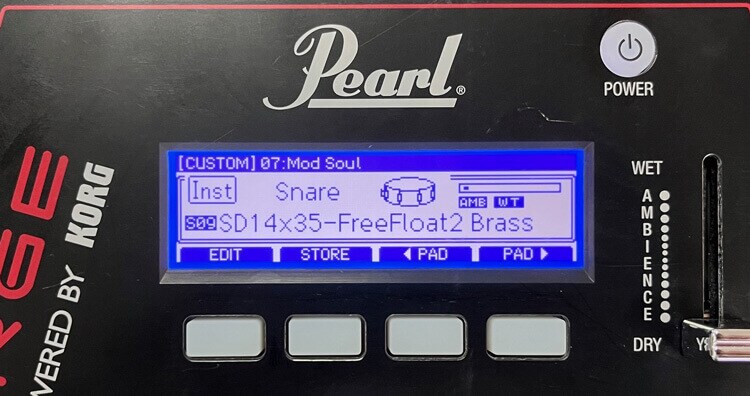 Pearl®
POWER
[CUSTOM] 07:Mod Soul
Inst Snare
AMB WT
S09 SD14x35-FreeFloat2 Brass
EDIT STORE ◀ PAD PAD ▶
WET
AMBIENCE
DRY
RGE
WERED BY KORG